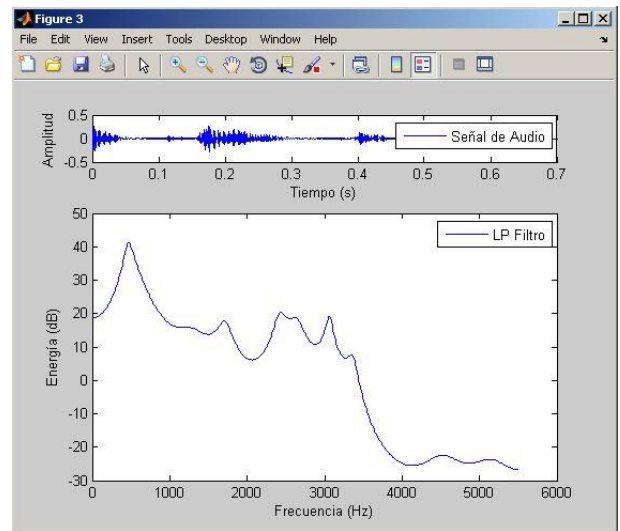 Figure 3
File Edit View Insert Tools Desktop Window Help
Amplitud
0.5
0
-0.5
Señal de Audio
0 0.1 0.2 0.3 0.4 0.5 0.6 0.7
Tiempo (s)
Energía (dB)
50
40
30
20
10
0
-10
-20
-30
LP Filtro
0 1000 2000 3000 4000 5000 6000
Frecuencia (Hz)